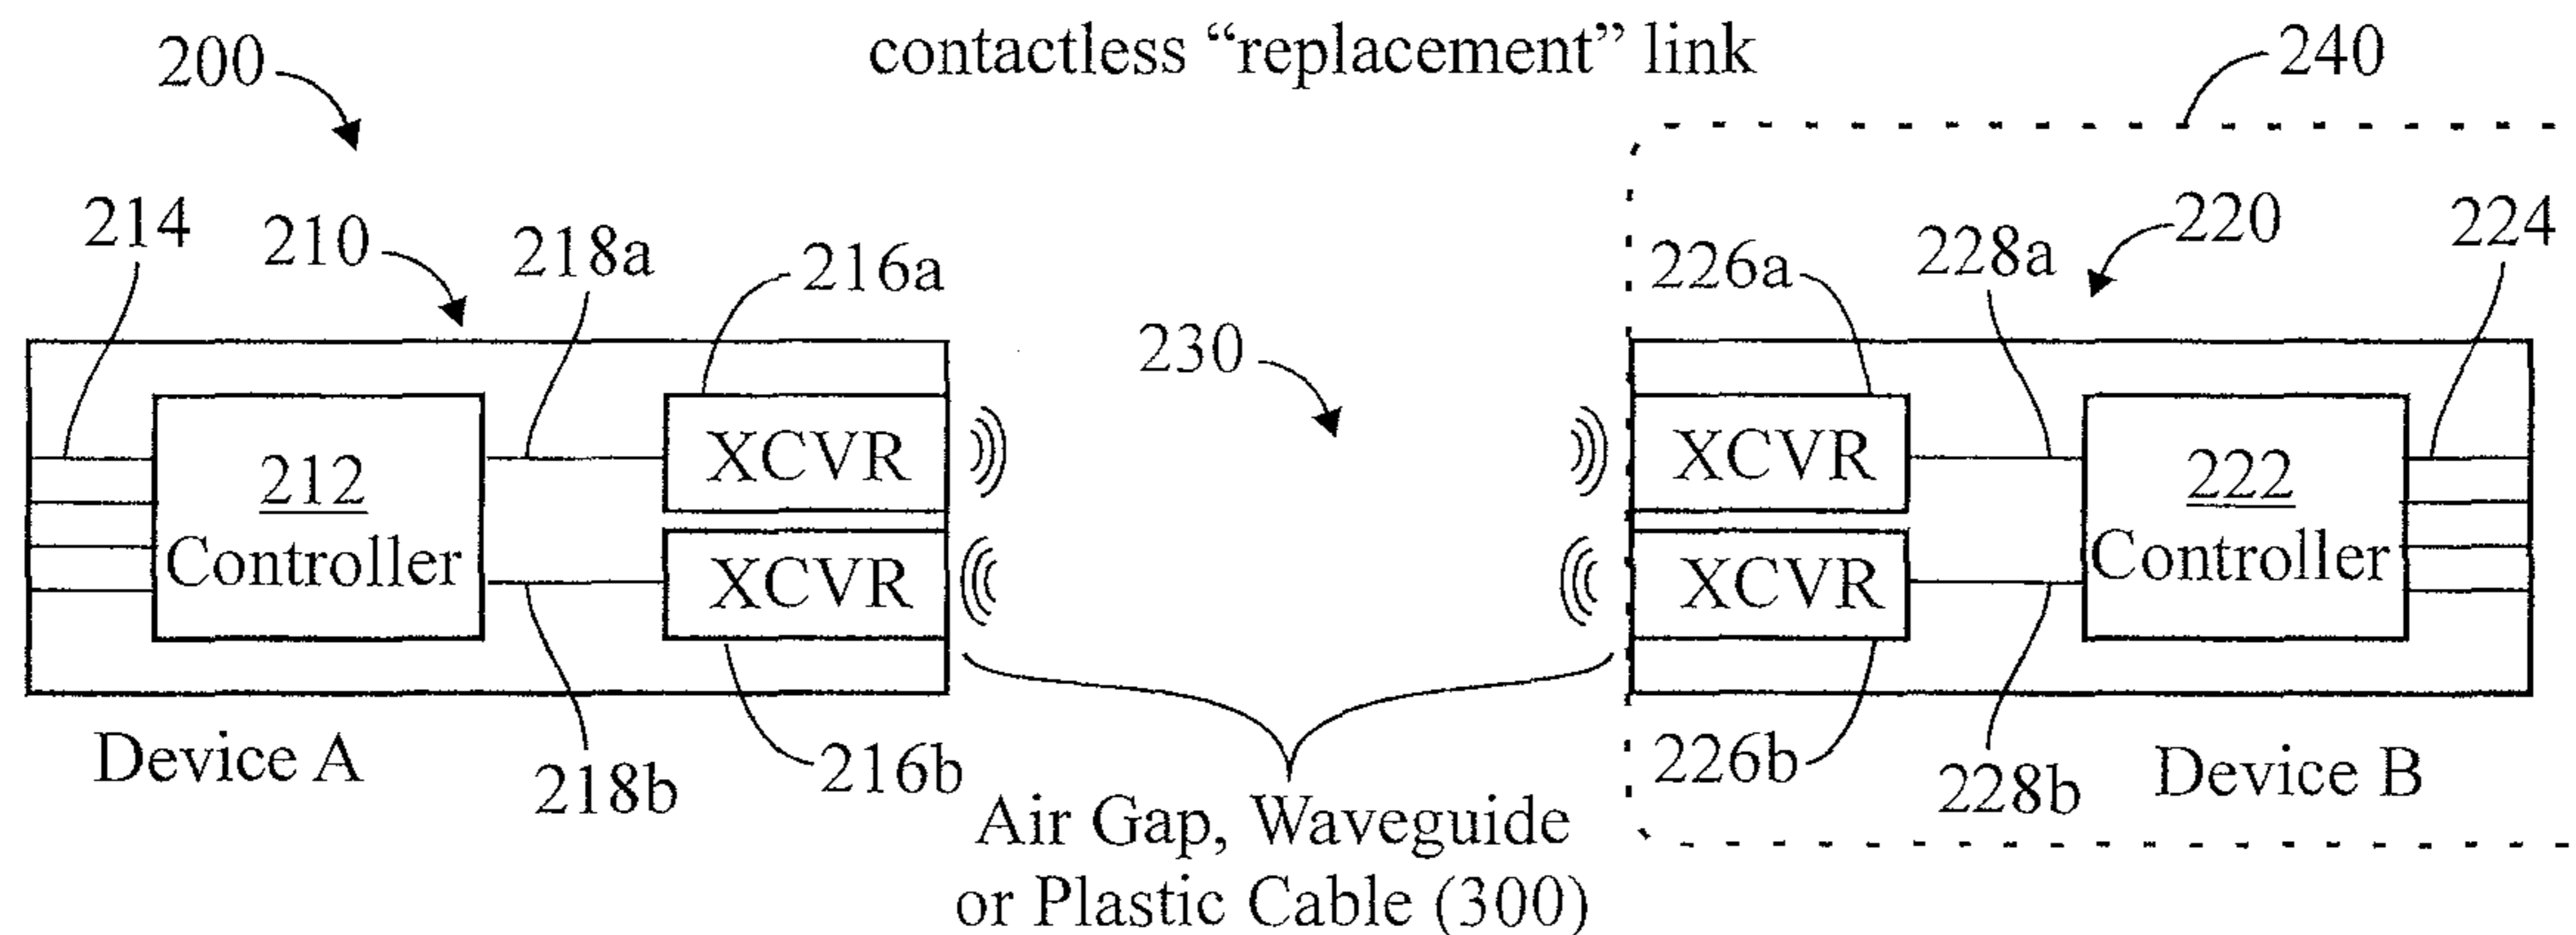 contactless “replacement” link
200
240
214
210
218a
216a
230
226a
228a
220
224
212
Controller
XCVR
XCVR
XCVR
XCVR
222
Controller
Device A
218b
216b
226b
228b
Device B
Air Gap, Waveguide
or Plastic Cable (300)